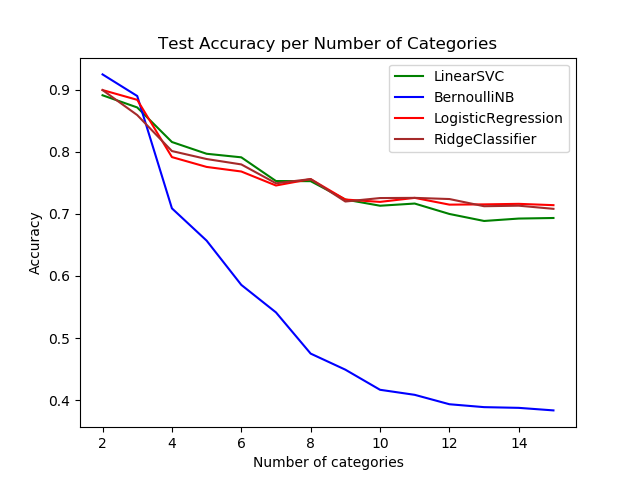 Test Accuracy per Number of Categories
LinearSVC
BernoulliNB
LogisticRegression
RidgeClassifier
0.9
0.8
0.7
0.6
0.5
0.4
Accuracy
2 4 6 8 10 12 14
Number of categories